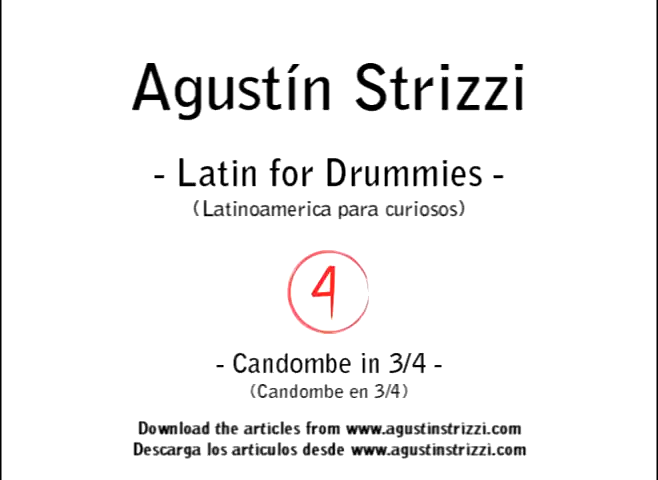 Agustín Strizzi
- Latin for Drummies -
(Latinoamerica para curiosos)
4
- Candombe in 3/4 -
(Candombe en 3/4)
Download the articles from www.agustinstrizzi.com
Descarga los articulos desde www.agustinstrizzi.com